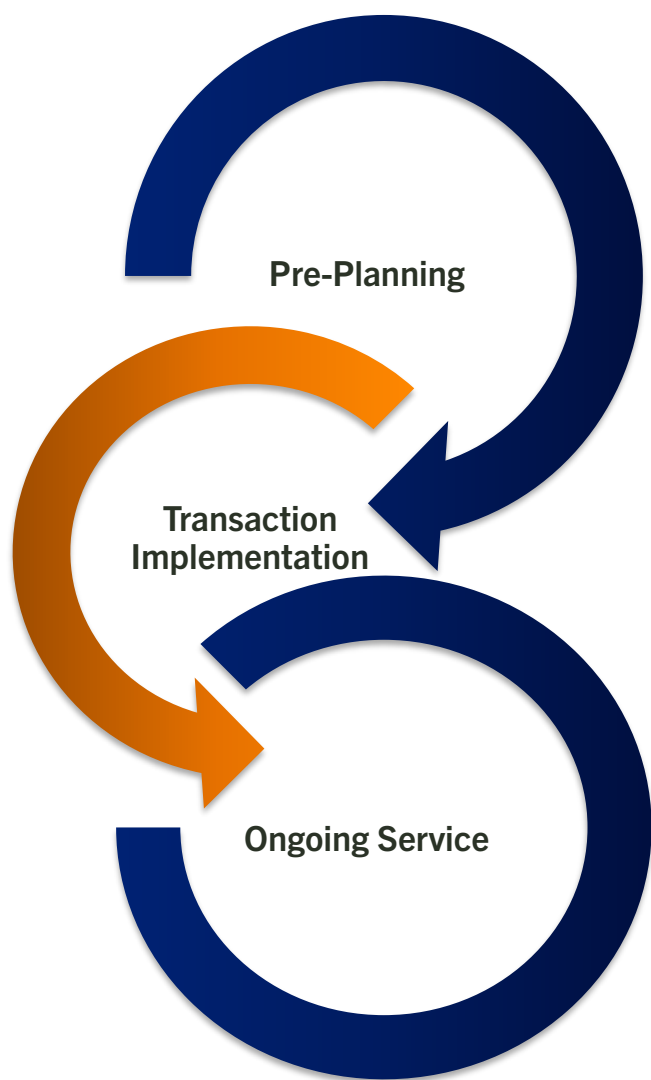 Pre-Planning
Transaction
Implementation
Ongoing Service